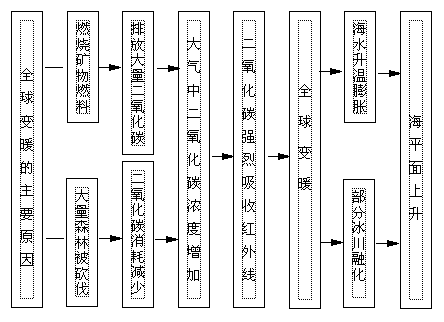 全球变暖的主要原因
燃烧矿物燃料
大量森林被砍伐
排放大量二氧化碳
二氧化碳消耗减少
大气中二氧化碳浓度增加
二氧化碳强烈吸收红外线
全球变暖
海水升温膨胀
部分冰川融化
海平面上升